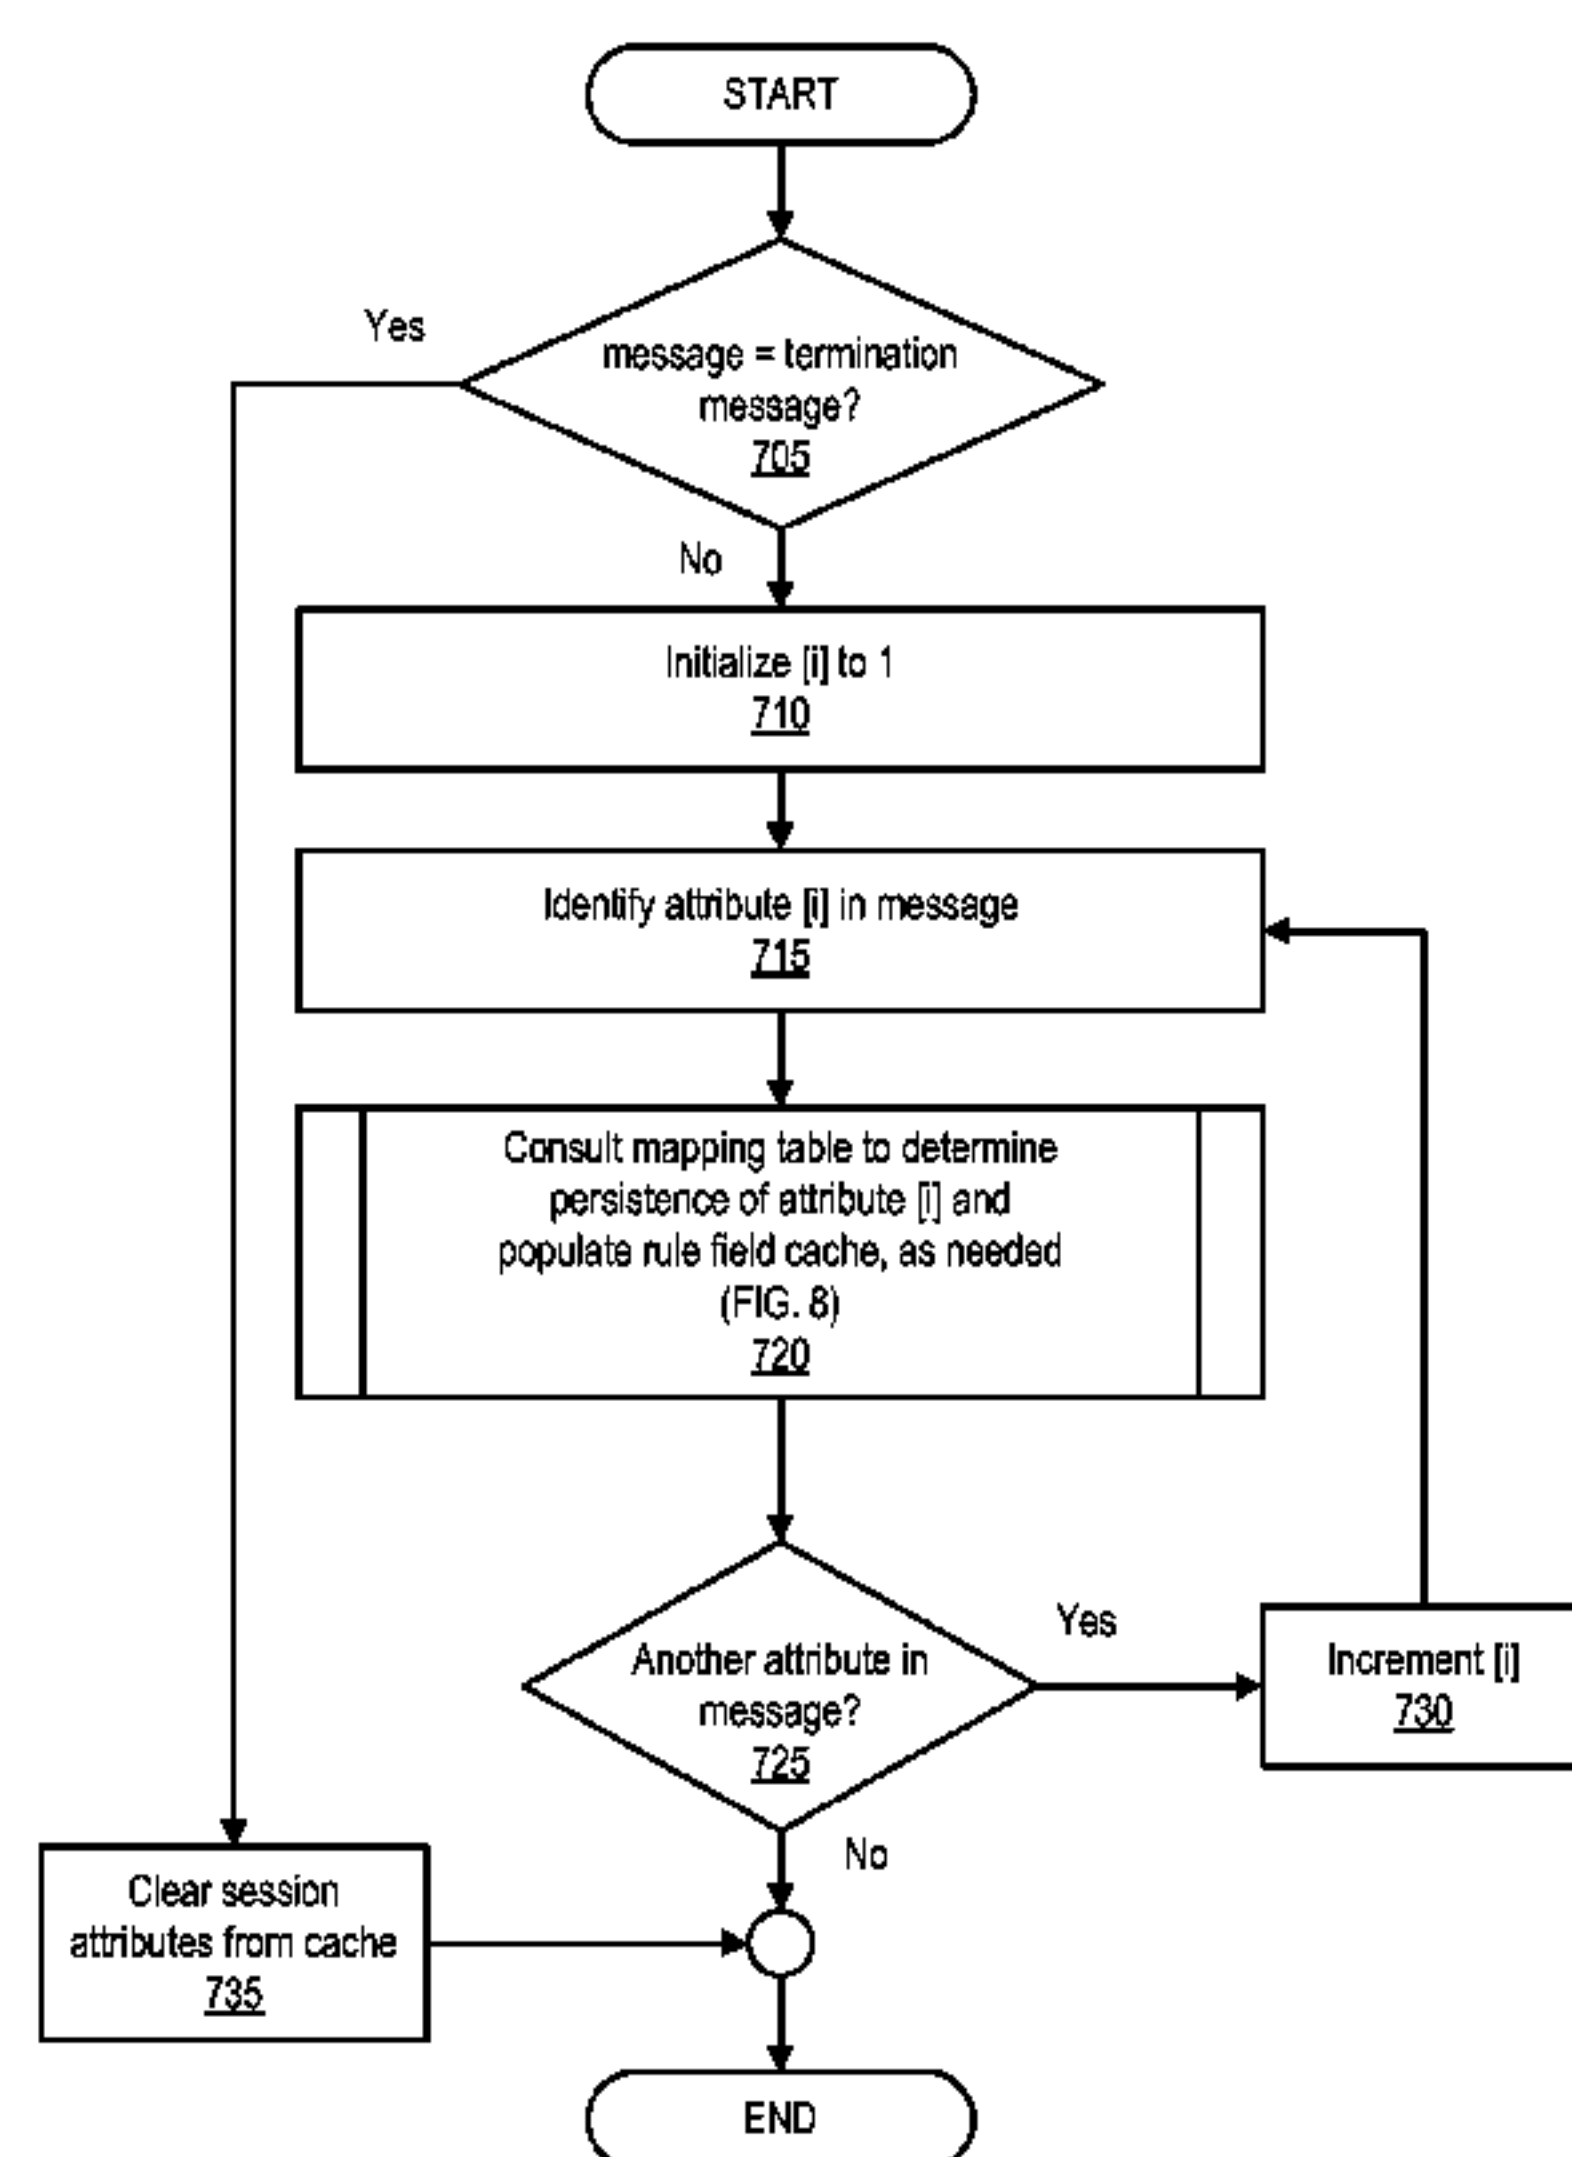 START
Yes
message = termination
message?
705
No
Initialize [i] to 1
710
Identify attribute [i] in message
715
Consult mapping table to determine
persistence of attribute [i] and
populate rule field cache, as needed
(FIG. 8)
720
Yes
Another attribute in
message?
725
Increment [i]
730
No
Clear session
attributes from cache
735
END